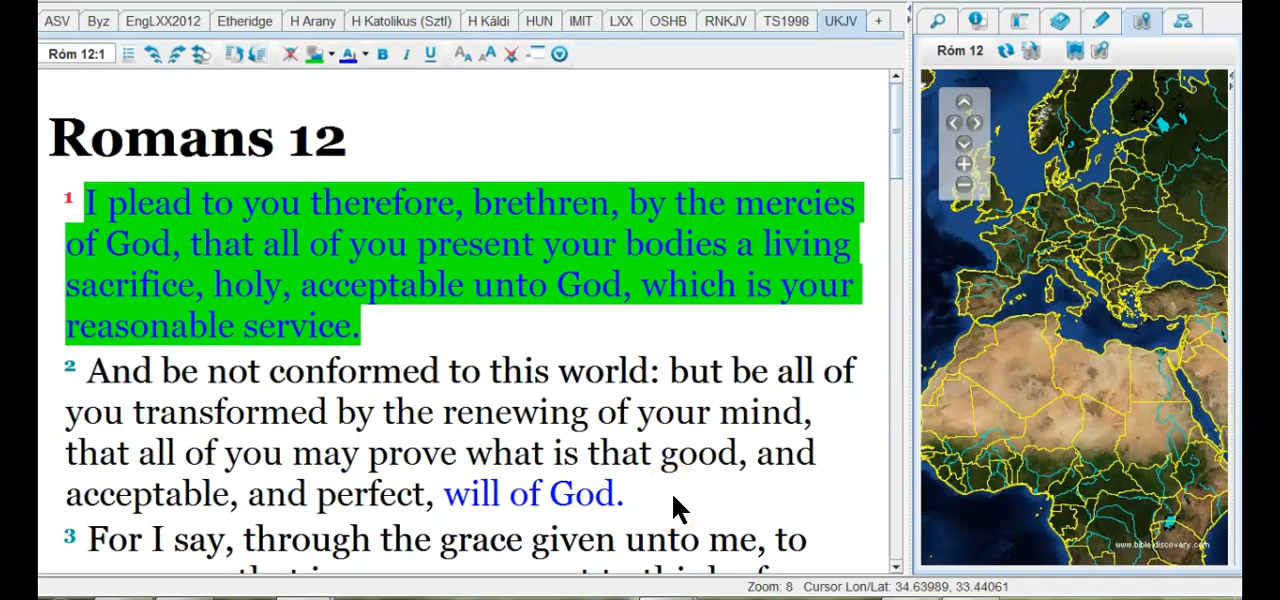 ASV Byz EngLXX2012 Etheridge H Arany H Katolikus (Sztl) H Káldi HUN IMIT LXX OSHB RNKJV TS1998 UKJV +
Róm 12:1
B I U
Romans 12
1 I plead to you therefore, brethren, by the mercies
of God, that all of you present your bodies a living
sacrifice, holy, acceptable unto God, which is your
reasonable service.
2 And be not conformed to this world: but be all of
you transformed by the renewing of your mind,
that all of you may prove what is that good, and
acceptable, and perfect, will of God.
3 For I say, through the grace given unto me, to
Róm 12
www.bible-discovery.com
Zoom: 8 Cursor Lon/Lat: 34.63989, 33.44061